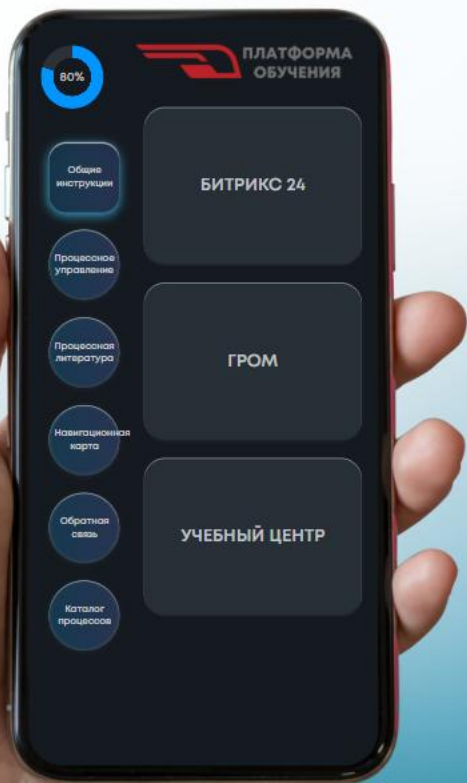 80%
ПЛАТФОРМА
ОБУЧЕНИЯ
Общие
инструкции
Процессное
управление
Процессная
литература
Навигационная
карта
Обратная
связь
Каталог
процессов
БИТРИКС 24
ГРОМ
УЧЕБНЫЙ ЦЕНТР